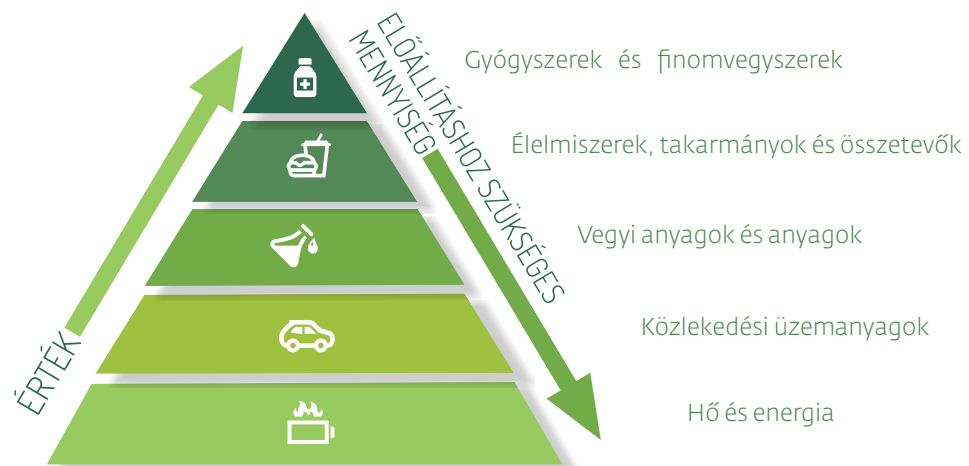 ELŐÁLLÍTÁSHOZ SZÜKSÉGES
MENNYISÉG
Gyógyszerek és finomvegyszerek
Élelmiszerek, takarmányok és összetevők
Vegyi anyagok és anyagok
Közlekedési üzemanyagok
Hő és energia
ÉRTÉK